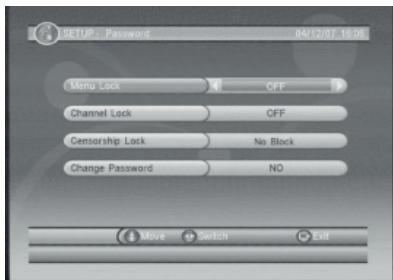 SETUP - Password 04/12/07 16:06
Menu Lock OFF
Channel Lock OFF
Censorship Lock No Block
Change Password NO
Move Switch Exit